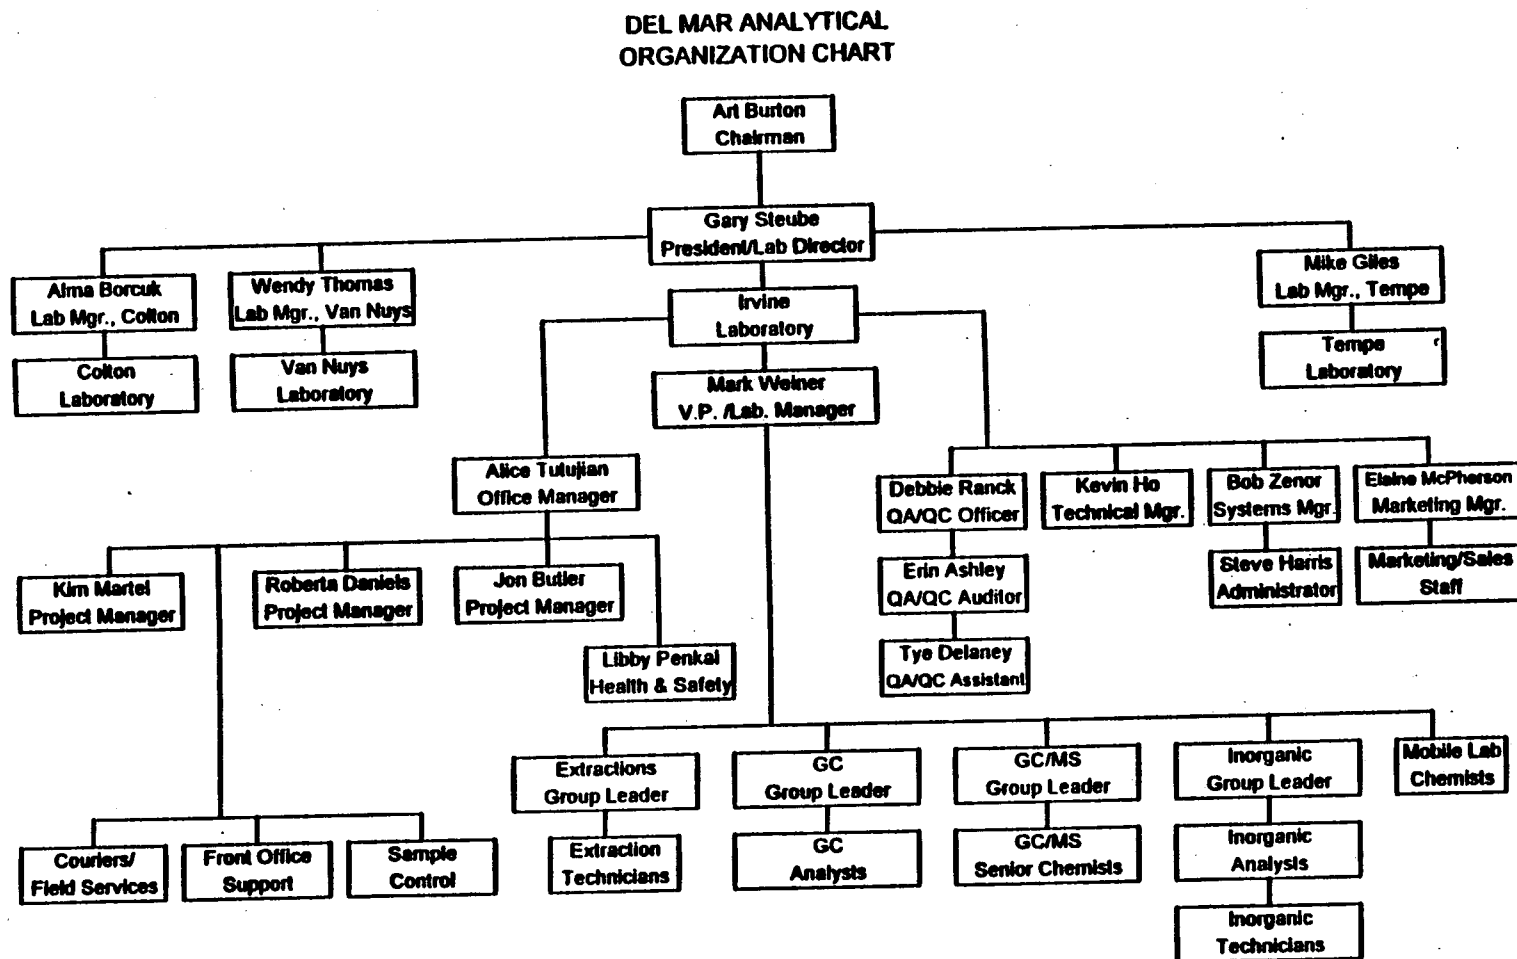 DEL MAR ANALYTICAL
ORGANIZATION CHART
Art Burton
Chairman
Gary Steube
President/Lab Director
Alma Borcuk
Lab Mgr., Colton
Wendy Thomas
Lab Mgr., Van Nuys
Irvine
Laboratory
Mike Giles
Lab Mgr., Tempe
Colton
Laboratory
Van Nuys
Laboratory
Mark Weiner
V.P. /Lab. Manager
Tempe
Laboratory
Alice Tutujian
Office Manager
Debbie Ranck
QA/QC Officer
Kevin Ho
Technical Mgr.
Bob Zenor
Systems Mgr.
Elaine McPherson
Marketing Mgr.
Kim Martel
Project Manager
Roberta Daniels
Project Manager
Jon Butler
Project Manager
Erin Ashley
QA/QC Auditor
Steve Harris
Administrator
Marketing/Sales
Staff
Libby Penkal
Health & Safety
Tye Delaney
QA/QC Assistant
Extractions
Group Leader
GC
Group Leader
GC/MS
Group Leader
Inorganic
Group Leader
Mobile Lab
Chemists
Couriers/
Field Services
Front Office
Support
Sample
Control
Extraction
Technicians
GC
Analysts
GC/MS
Senior Chemists
Inorganic
Analysts
Inorganic
Technicians